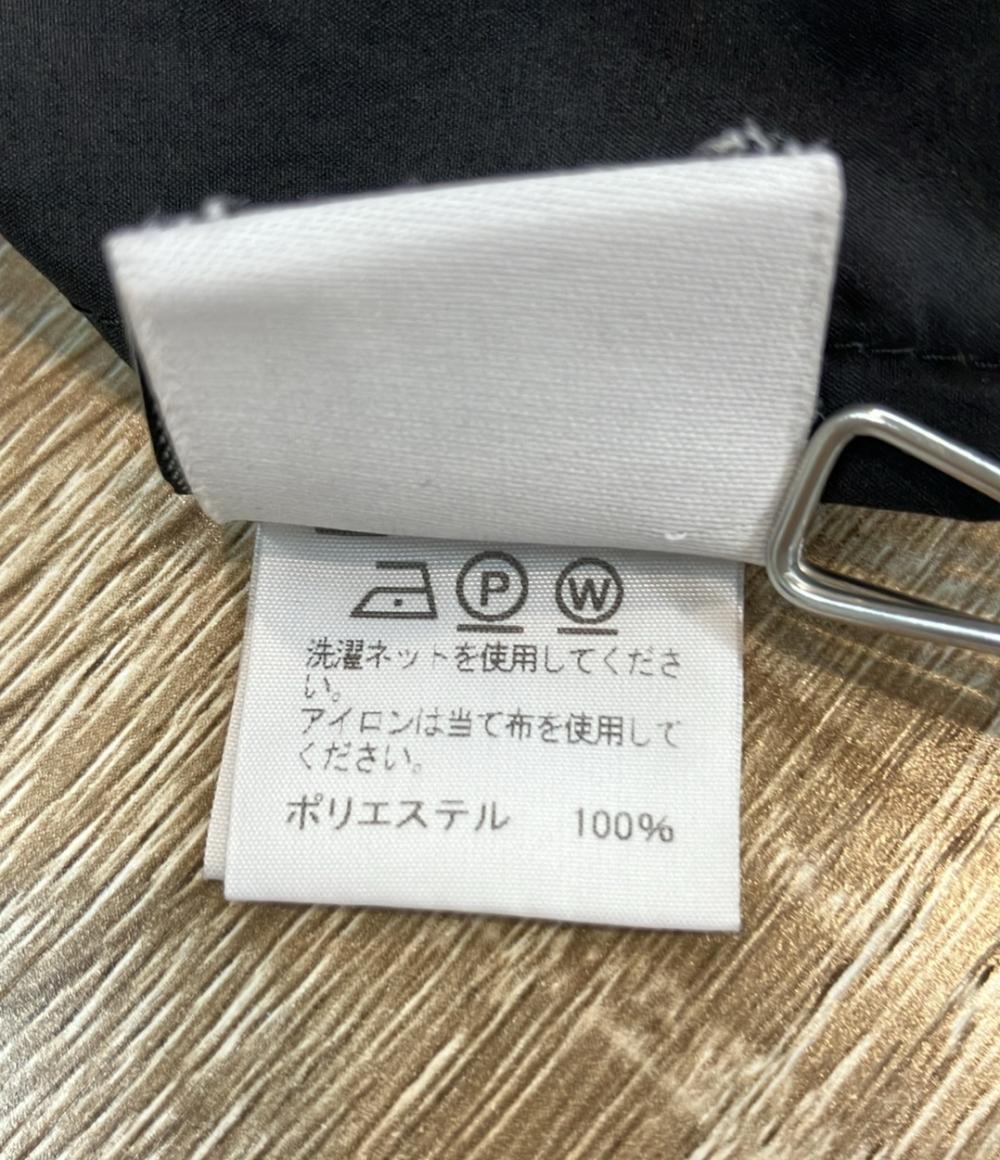 P W
洗濯ネットを使用してくださ
い。
アイロンは当て布を使用して
ください。
ポリエステル 100%